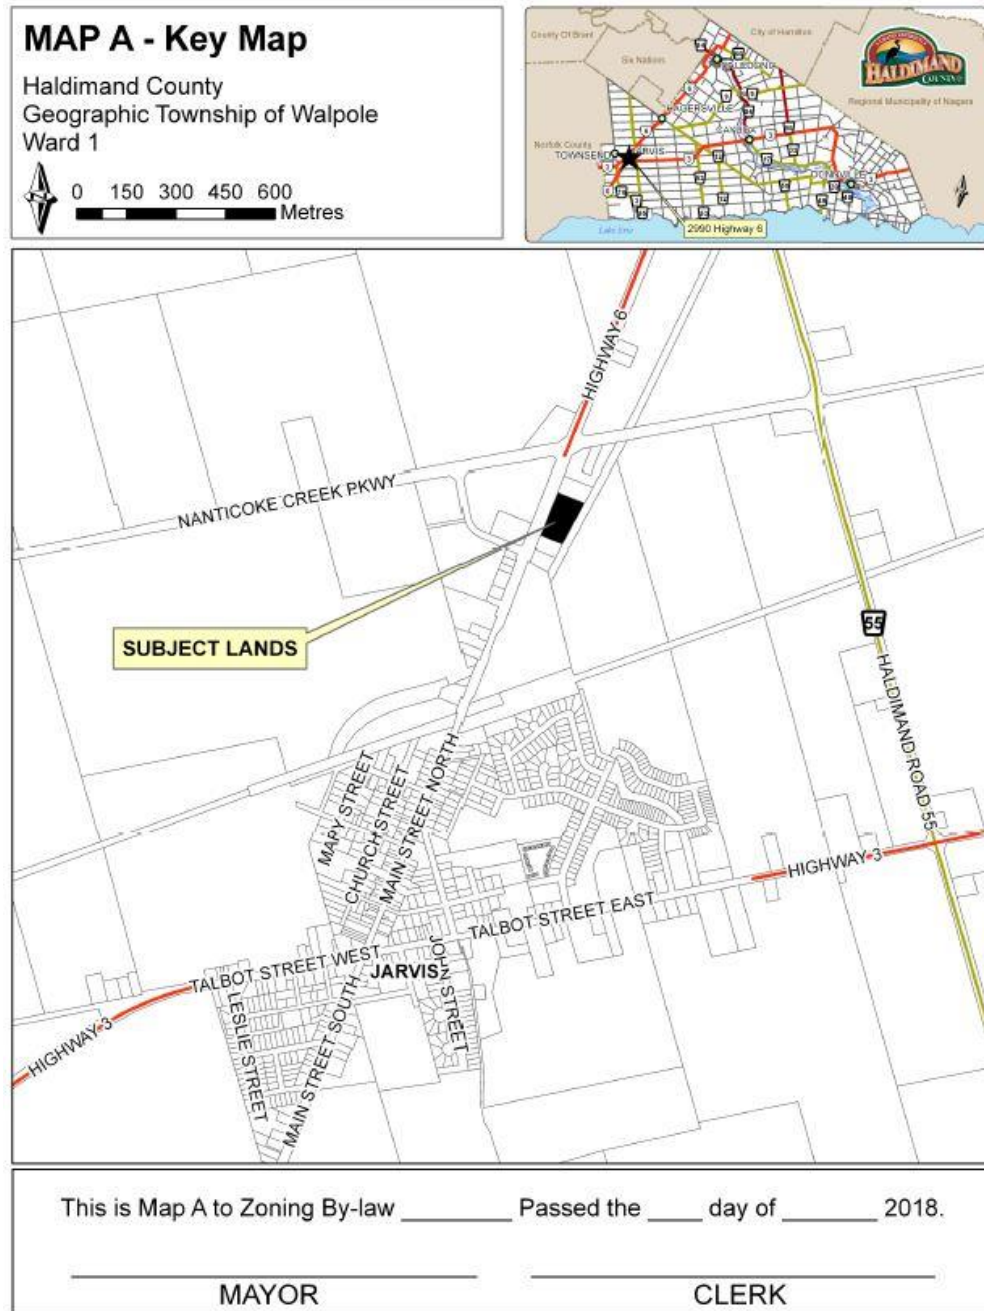 MAP A - Key Map
Haldimand County
Geographic Township of Walpole
Ward 1
0 150 300 450 600
Metres
County Of Brant
City of Hamilton
Six Nations
HALDIMAND
COUNTY
Regional Municipality of Niagara
CALEDONIA
HAGERSVILLE
CAYUGA
Norfolk County
TOWNSEND
JARVIS
DUNNVILLE
Lake Erie
2990 Highway 6
HIGHWAY 6
NANTICOKE CREEK PKWY
SUBJECT LANDS
55
HALDIMAND ROAD 55
MARY STREET
CHURCH STREET
MAIN STREET NORTH
HIGHWAY 3
TALBOT STREET EAST
TALBOT STREET WEST
JARVIS
JOHN STREET
LESLIE STREET
MAIN STREET SOUTH
HIGHWAY 3
This is Map A to Zoning By-law _________ Passed the ____ day of _______ 2018.
MAYOR
CLERK